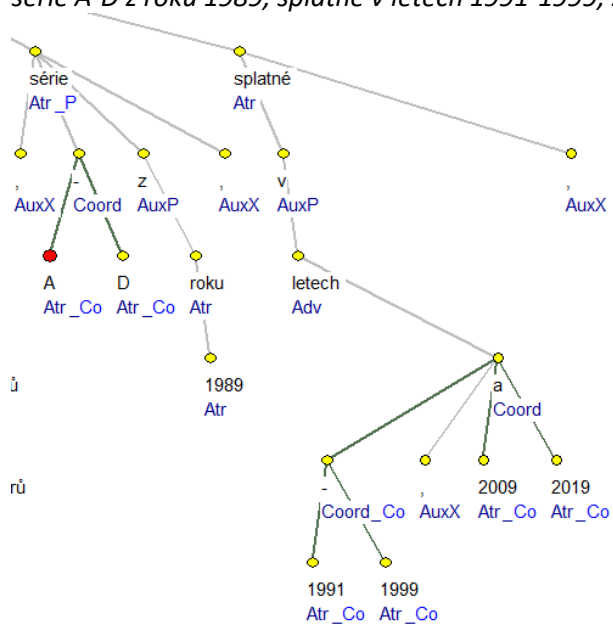 série A-D z roku 1989, splatné v letech 1991-1999,
série splatné
Atr_P Atr
, - z , v ,
AuxX Coord AuxP AuxX AuxP AuxX
A D roku letech
Atr_Co Atr_Co Atr Adv
ů 1989 a
Atr Coord
rů - , 2009 2019
Coord_Co AuxX Atr_Co Atr_Co
1991 1999
Atr_Co Atr_Co